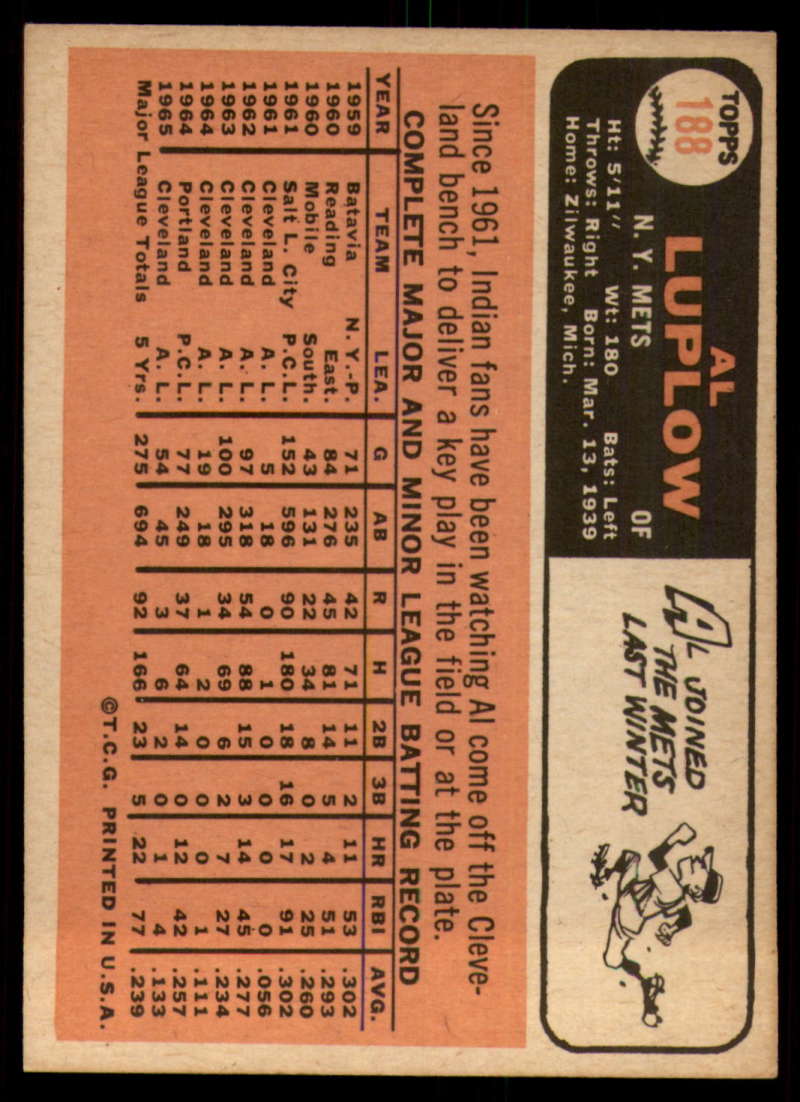 TOPPS
188
AL
LUPLOW
N. Y. METS OF
Ht: 5'11" Wt: 180 Bats: Left
Throws: Right Born: Mar. 13, 1939
Home: Zilwaukee, Mich.
AL JOINED
THE METS
LAST WINTER
Since 1961, Indian fans have been watching Al come off the Cleve-
land bench to deliver a key play in the field or at the plate.
COMPLETE MAJOR AND MINOR LEAGUE BATTING RECORD
YEAR TEAM LEA. G AB R H 2B 3B HR RBI AVG.
1959 Batavia N. Y.-P. 71 235 42 71 11 2 11 53 .302
1960 Reading East. 84 276 45 81 14 5 4 51 .293
1960 Mobile South. 43 131 22 34 8 0 2 25 .260
1961 Salt L. City P.C.L. 152 596 90 180 18 16 17 91 .302
1961 Cleveland A. L. 5 18 0 1 0 0 0 0 .056
1962 Cleveland A. L. 97 318 54 88 15 3 14 45 .277
1963 Cleveland A. L. 100 295 34 69 6 2 7 27 .234
1964 Cleveland A. L. 19 18 1 2 0 0 0 1 .111
1964 Portland P.C.L. 77 249 37 64 14 0 12 42 .257
1965 Cleveland A. L. 54 45 3 6 2 0 1 4 .133
Major League Totals 5 Yrs. 275 694 92 166 23 5 22 77 .239
©T.C.G. PRINTED IN U.S.A.